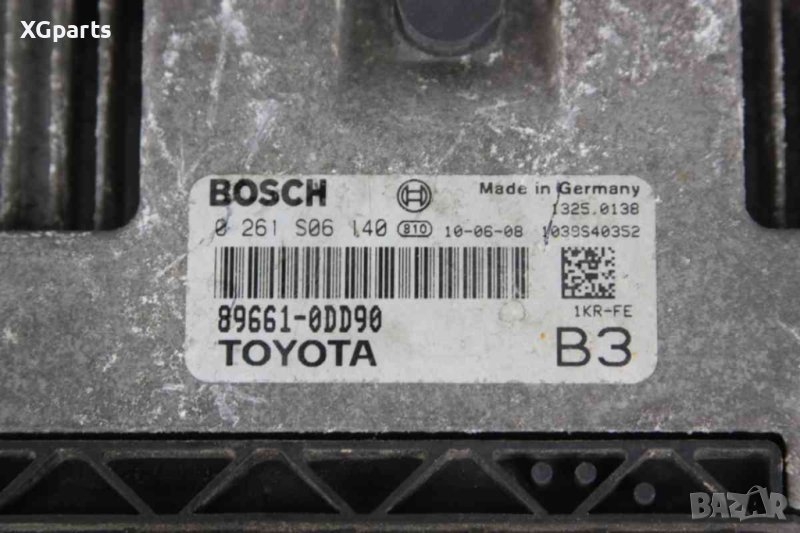 XGparts
BOSCH Made in Germany
1325.0138
0 261 S06 140 810 10-06-08 1039S40352
89661-0DD90 1KR-FE
TOYOTA B3
BAZAR